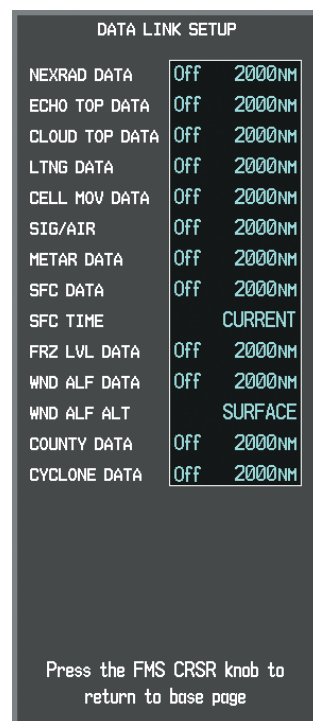 DATA LINK SETUP
NEXRAD DATA Off 2000NM
ECHO TOP DATA Off 2000NM
CLOUD TOP DATA Off 2000NM
LTNG DATA Off 2000NM
CELL MOV DATA Off 2000NM
SIG/AIR Off 2000NM
METAR DATA Off 2000NM
SFC DATA Off 2000NM
SFC TIME CURRENT
FRZ LVL DATA Off 2000NM
WND ALF DATA Off 2000NM
WND ALF ALT SURFACE
COUNTY DATA Off 2000NM
CYCLONE DATA Off 2000NM
Press the FMS CRSR knob to
return to base page